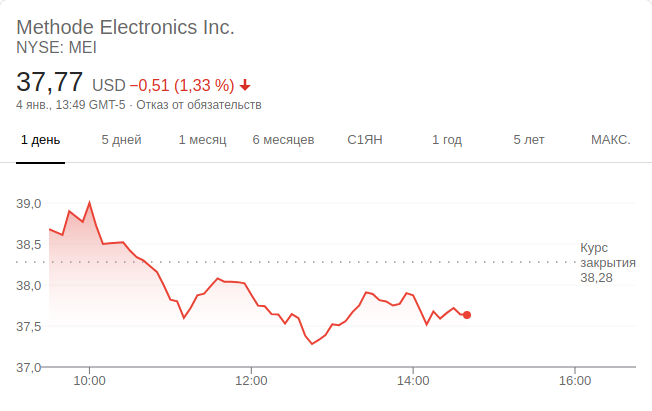 Methode Electronics Inc.
NYSE: MEI
37,77 USD −0,51 (1,33 %)
4 янв., 13:49 GMT-5 · Отказ от обязательств
1 день 5 дней 1 месяц 6 месяцев С1ЯН 1 год 5 лет МАКС.
39,0
38,5
38,0
37,5
37,0
Курс
закрытия
38,28
10:00 12:00 14:00 16:00